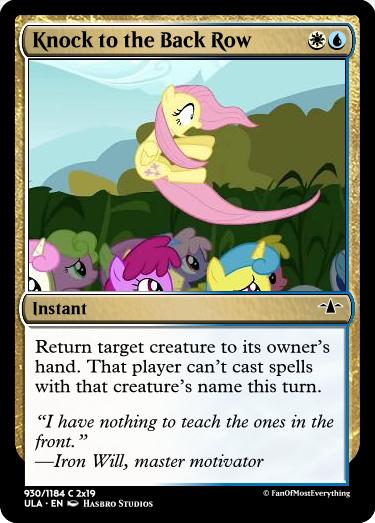 Knock to the Back Row
Instant
Return target creature to its owner's
hand. That player can't cast spells
with that creature's name this turn.
"I have nothing to teach the ones in the
front."
—Iron Will, master motivator
930/1184 C 2x19
ULA • EN Hasbro Studios
© FanOfMostEverything